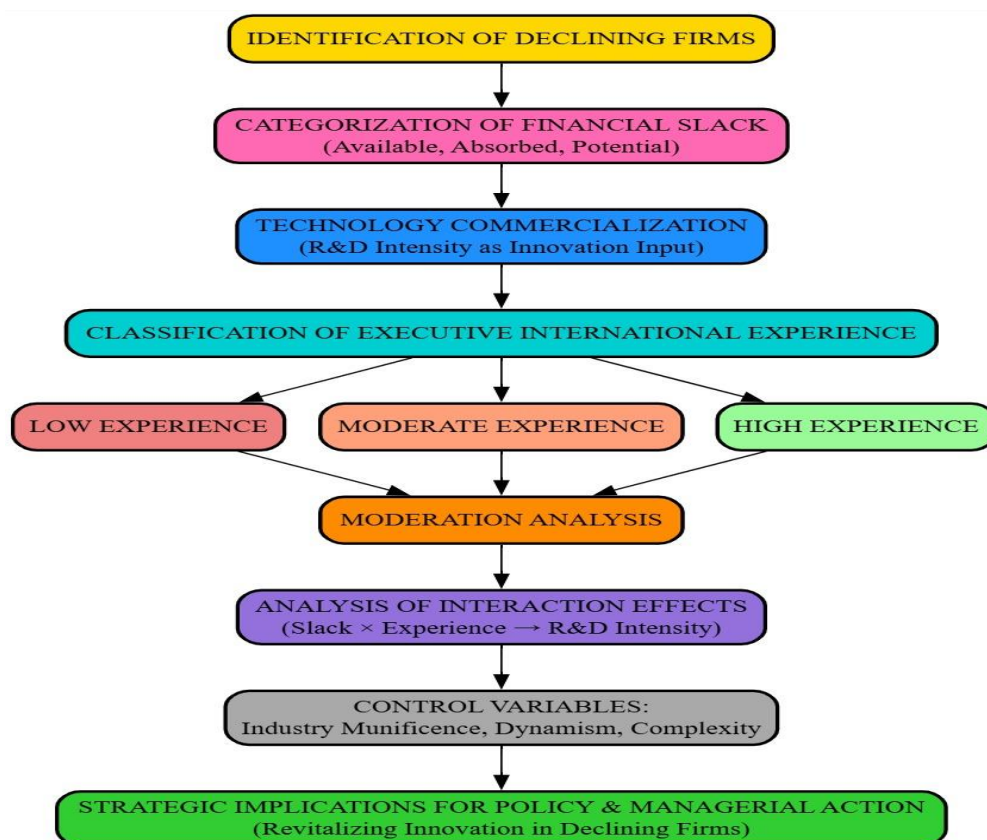 IDENTIFICATION OF DECLINING FIRMS
CATEGORIZATION OF FINANCIAL SLACK
(Available, Absorbed, Potential)
TECHNOLOGY COMMERCIALIZATION
(R&D Intensity as Innovation Input)
CLASSIFICATION OF EXECUTIVE INTERNATIONAL EXPERIENCE
LOW EXPERIENCE
MODERATE EXPERIENCE
HIGH EXPERIENCE
MODERATION ANALYSIS
ANALYSIS OF INTERACTION EFFECTS
(Slack × Experience → R&D Intensity)
CONTROL VARIABLES:
Industry Munificence, Dynamism, Complexity
STRATEGIC IMPLICATIONS FOR POLICY & MANAGERIAL ACTION
(Revitalizing Innovation in Declining Firms)